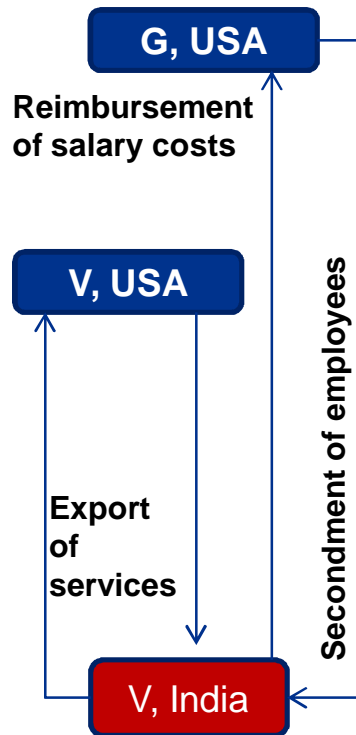 G, USA
Reimbursement
of salary costs
V, USA
Secondment of employees
Export
of
services
V, India